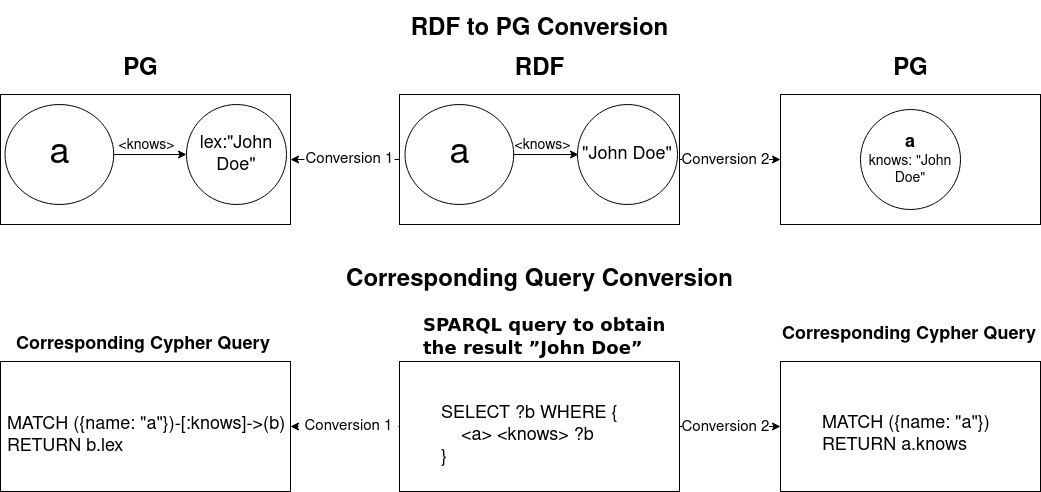 RDF to PG Conversion
PG
RDF
PG
a
<knows>
lex:"John
Doe"
Conversion 1
a
<knows>
"John Doe"
Conversion 2
a
knows: "John
Doe"
Corresponding Query Conversion
Corresponding Cypher Query
SPARQL query to obtain
the result ”John Doe”
Corresponding Cypher Query
MATCH ({name: "a"})-[:knows]->(b)
RETURN b.lex
Conversion 1
SELECT ?b WHERE {
<a> <knows> ?b
}
Conversion 2
MATCH ({name: "a"})
RETURN a.knows